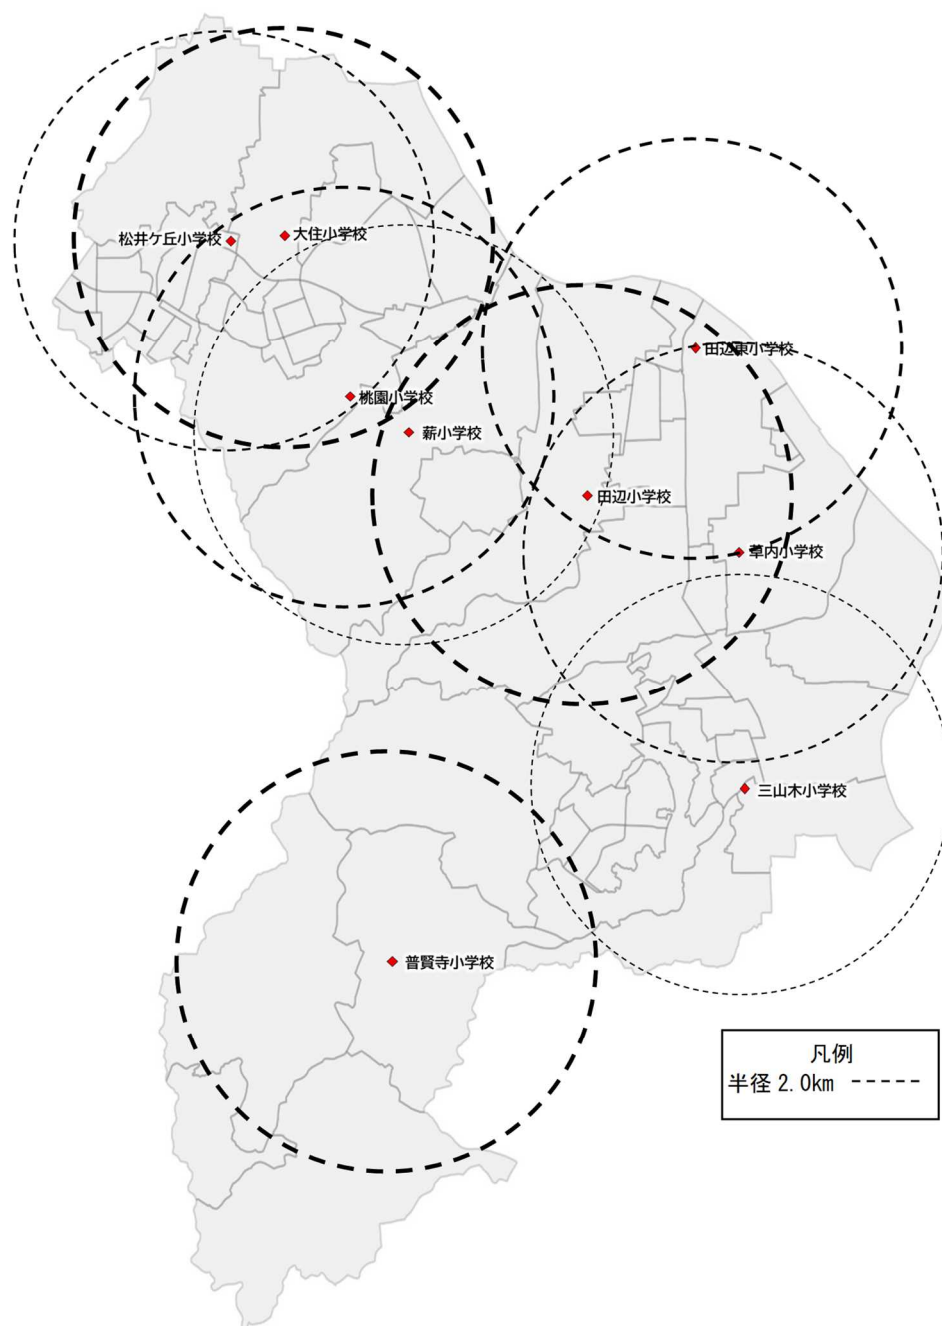 松井ケ丘小学校
大住小学校
田辺東小学校
桃園小学校
薪小学校
田辺小学校
草内小学校
三山木小学校
普賢寺小学校
凡例
半径 2.0km